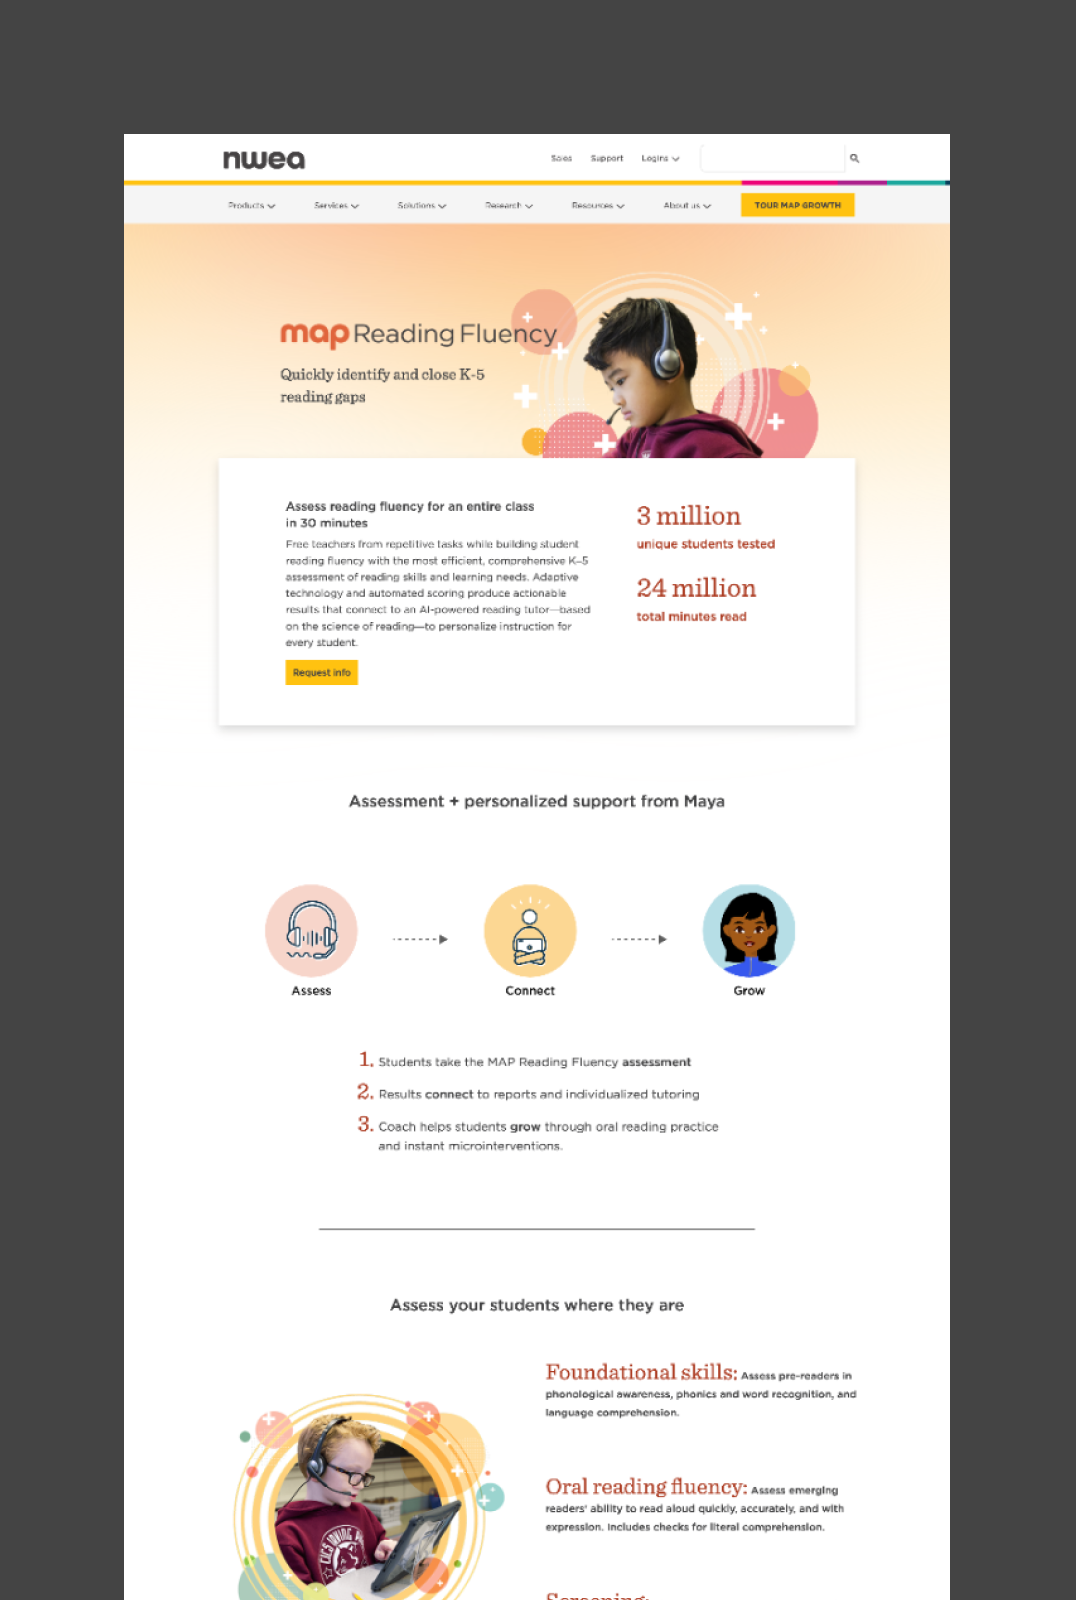 nwea
Sales Support Logins
Products Services Solutions Research Resources About us TOUR MAP GROWTH
map Reading Fluency
Quickly identify and close K-5
reading gaps
Assess reading fluency for an entire class
in 30 minutes
Free teachers from repetitive tasks while building student
reading fluency with the most efficient, comprehensive K–5
assessment of reading skills and learning needs. Adaptive
technology and automated scoring produce actionable
results that connect to an AI-powered reading tutor—based
on the science of reading—to personalize instruction for
every student.
Request info
3 million
unique students tested
24 million
total minutes read
Assessment + personalized support from Maya
Assess
Connect
Grow
1. Students take the MAP Reading Fluency assessment
2. Results connect to reports and individualized tutoring
3. Coach helps students grow through oral reading practice
and instant microinterventions.
Assess your students where they are
Foundational skills: Assess pre-readers in
phonological awareness, phonics and word recognition, and
language comprehension.
Oral reading fluency: Assess emerging
readers' ability to read aloud quickly, accurately, and with
expression. Includes checks for literal comprehension.
Screening: